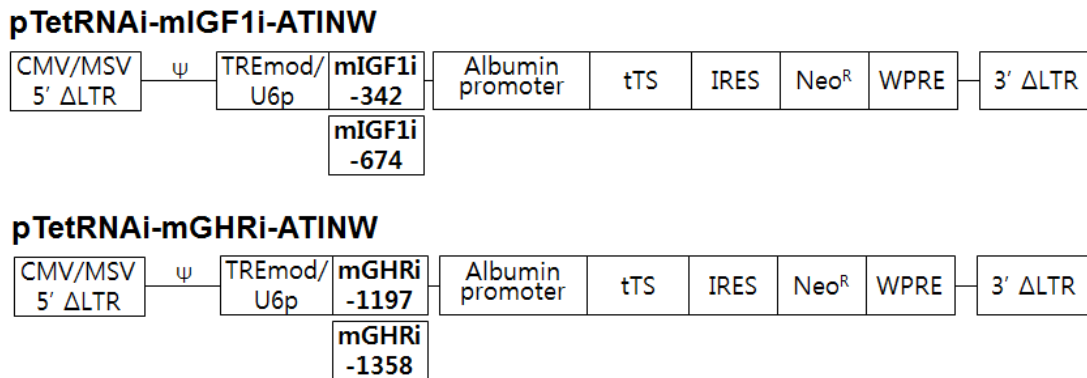 pTetRNAi-mIGF1i-ATINW
CMV/MSV
5′ ΔLTR
ψ
TREmod/
U6p
mIGF1i
-342
Albumin
promoter
tTS
IRES
Neoᴿ
WPRE
3′ ΔLTR
mIGF1i
-674
pTetRNAi-mGHRi-ATINW
CMV/MSV
5′ ΔLTR
ψ
TREmod/
U6p
mGHRi
-1197
Albumin
promoter
tTS
IRES
Neoᴿ
WPRE
3′ ΔLTR
mGHRi
-1358